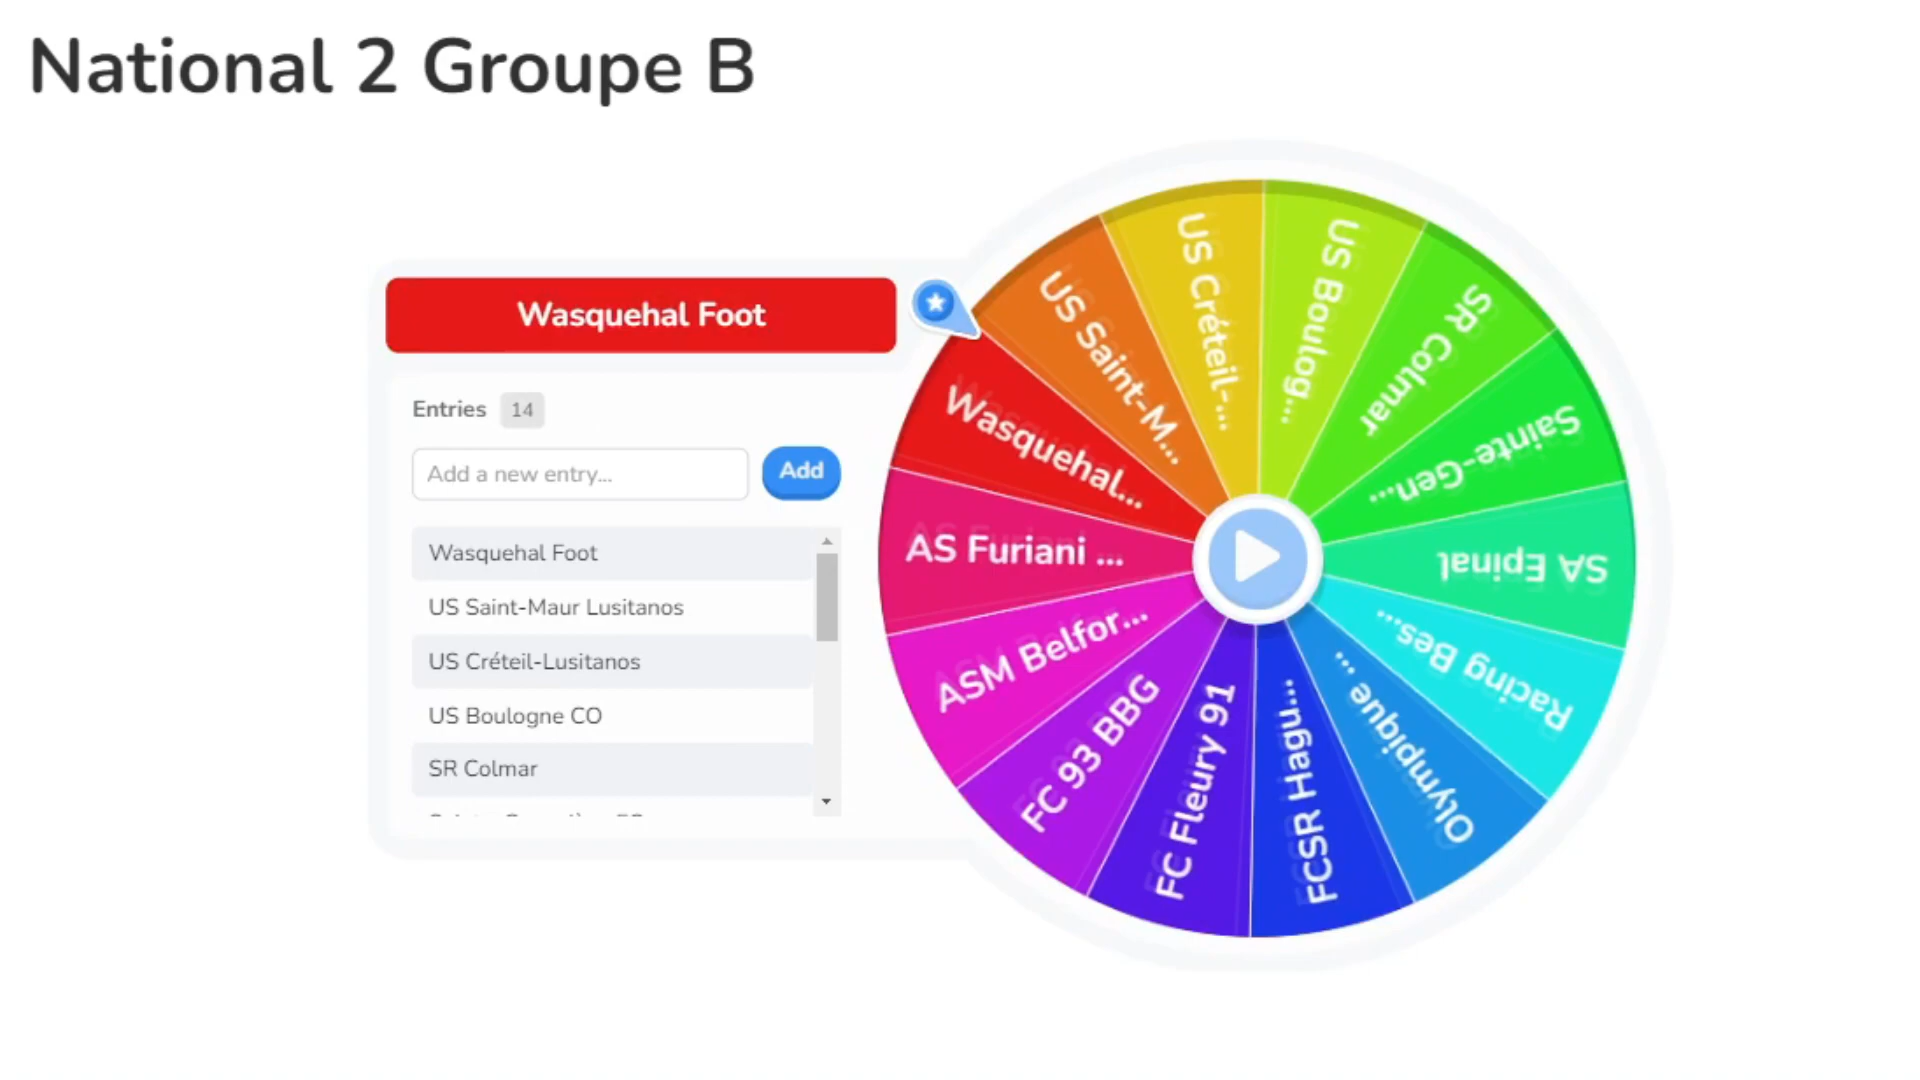 National 2 Groupe B
Wasquehal Foot
Entries 14
Add a new entry...
Add
Wasquehal Foot
US Saint-Maur Lusitanos
US Créteil-Lusitanos
US Boulogne CO
SR Colmar
US Saint-M...
US Créteil-...
US Boulog...
SR Colmar
Sainte-Gen...
SA Epinal
Racing Bes...
Olympique ...
FCSR Hagu...
FC Fleury 91
FC 93 BBG
ASM Belfor...
AS Furiani ...
Wasquehal...